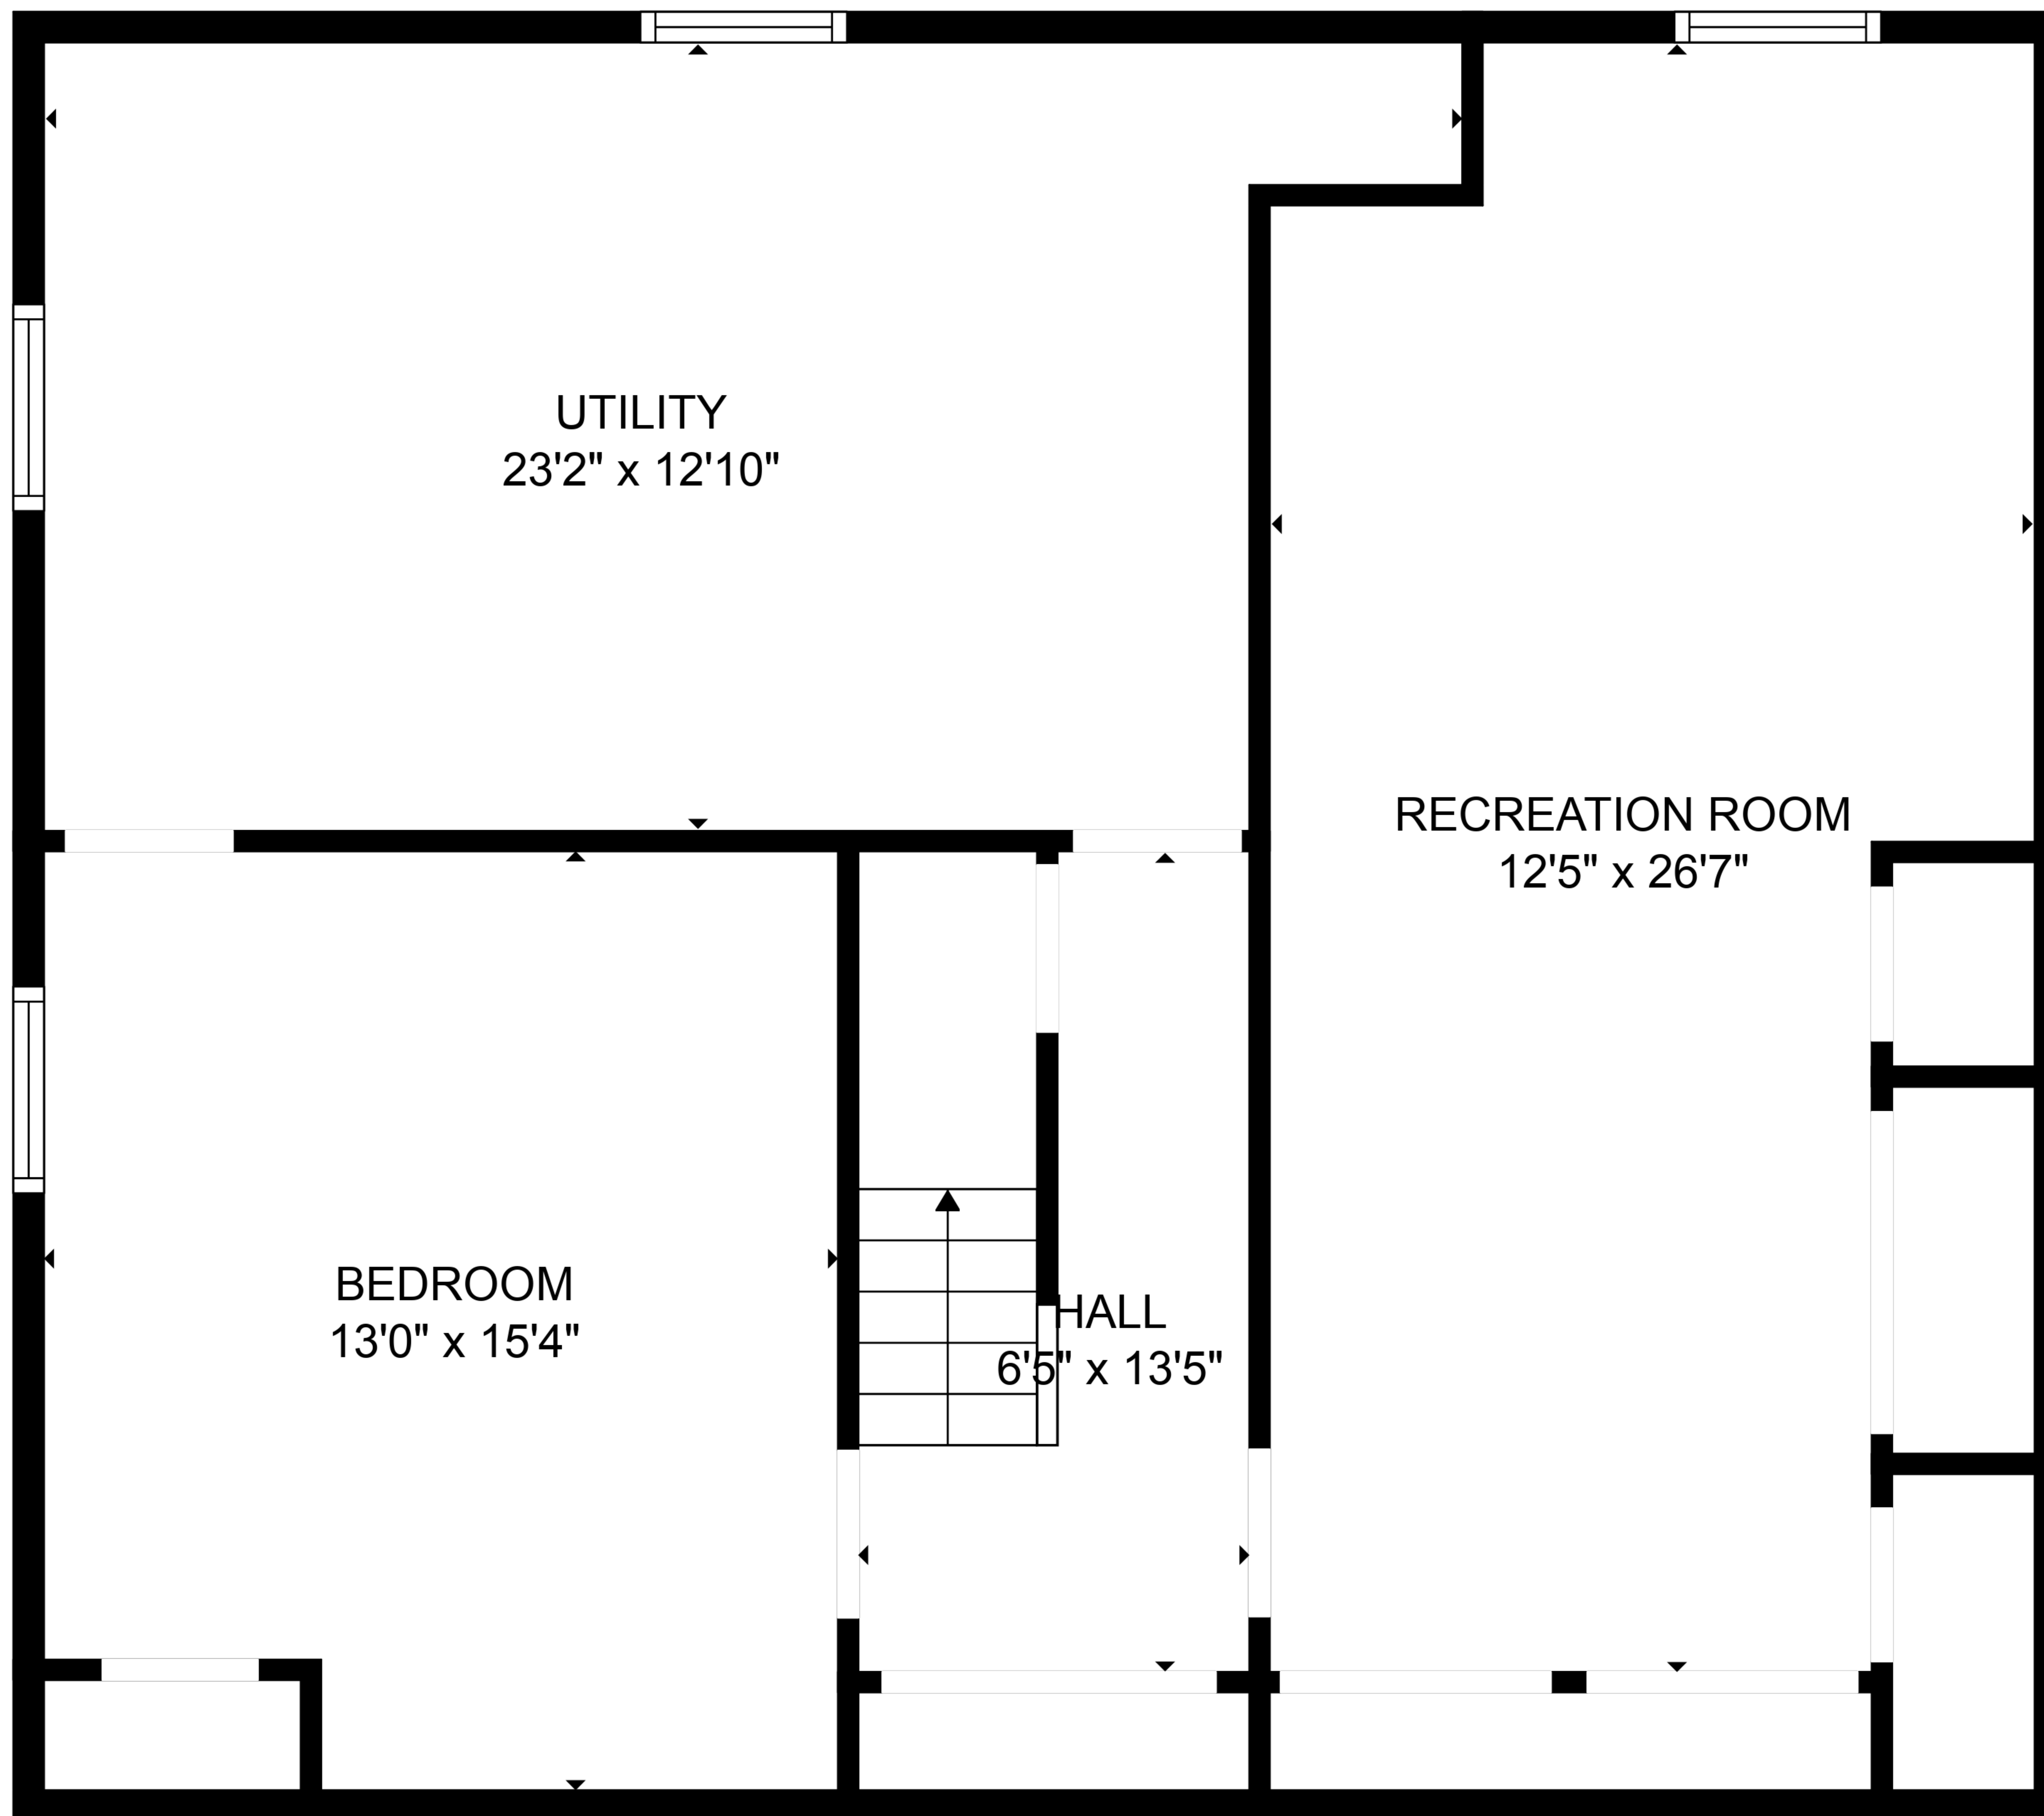 UTILITY
23'2" x 12'10"
RECREATION ROOM
12'5" x 26'7"
BEDROOM
13'0" x 15'4"
HALL
6'5" x 13'5"